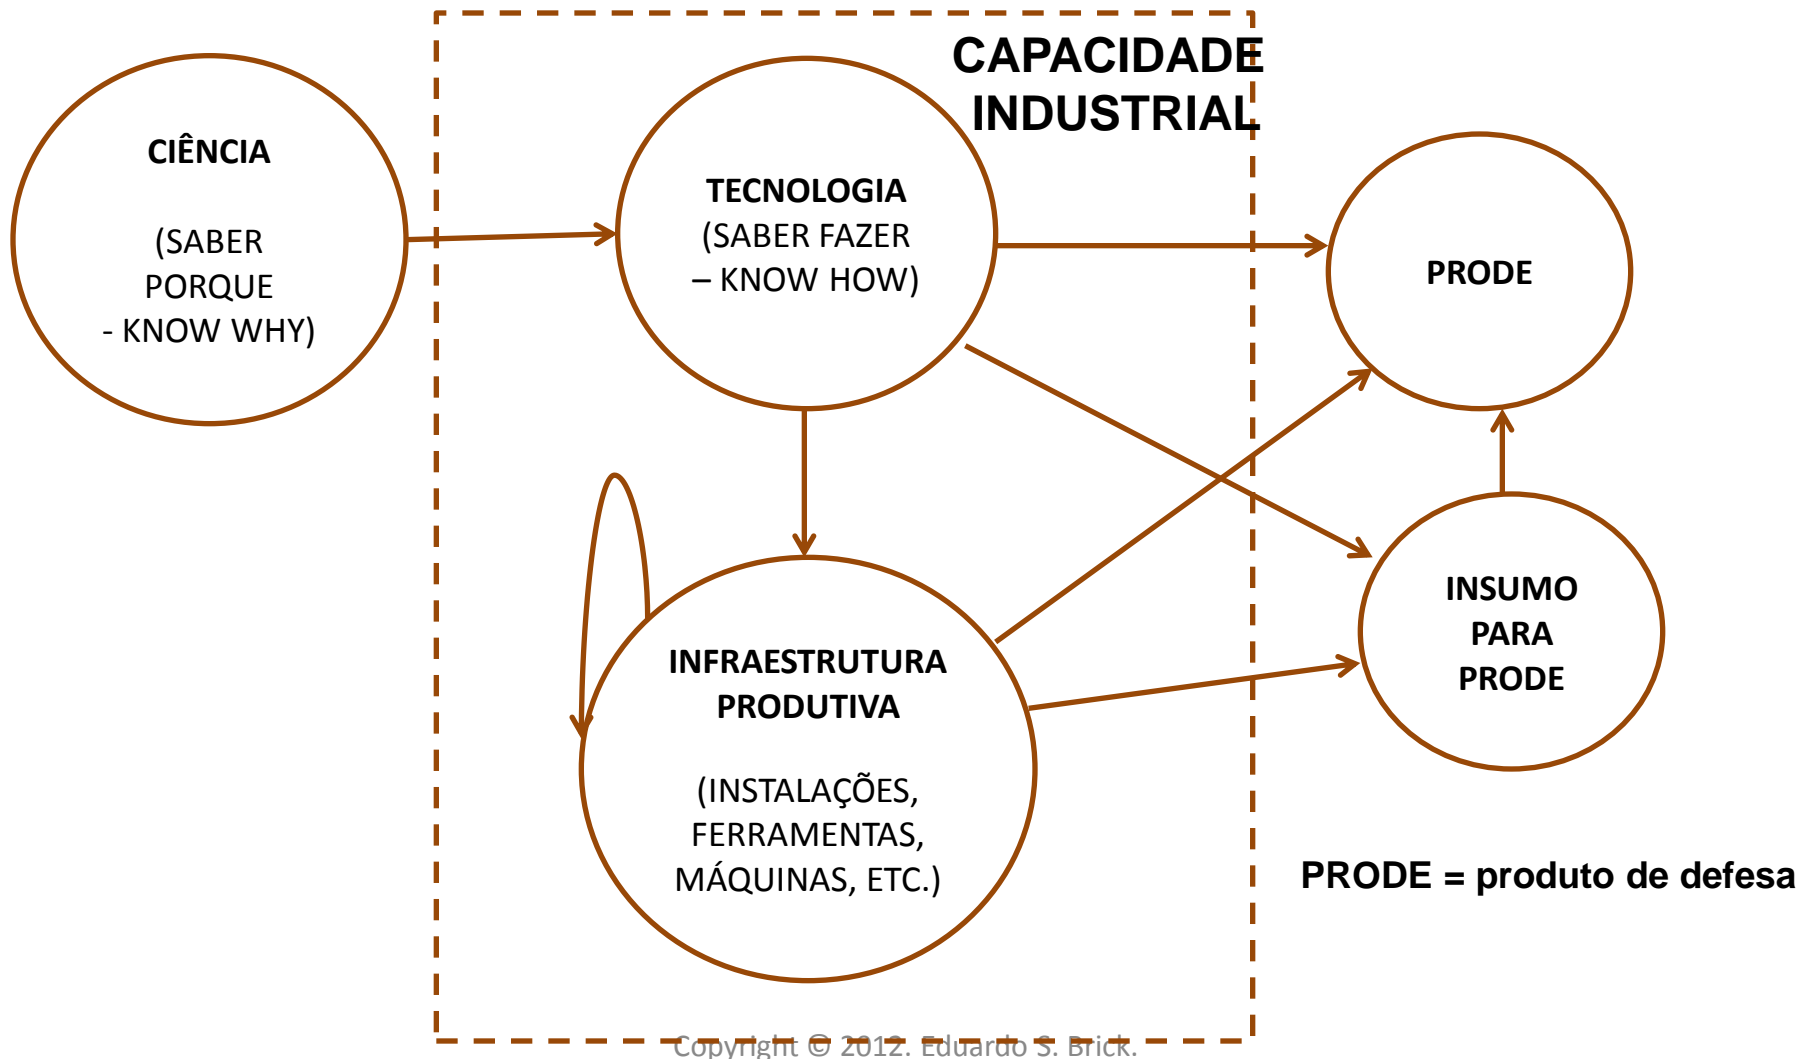 CAPACIDADE
INDUSTRIAL
CIÊNCIA
(SABER
PORQUE
- KNOW WHY)
TECNOLOGIA
(SABER FAZER
– KNOW HOW)
PRODE
INFRAESTRUTURA
PRODUTIVA
(INSTALAÇÕES,
FERRAMENTAS,
MÁQUINAS, ETC.)
INSUMO
PARA
PRODE
PRODE = produto de defesa
Copyright © 2012. Eduardo S. Brick.